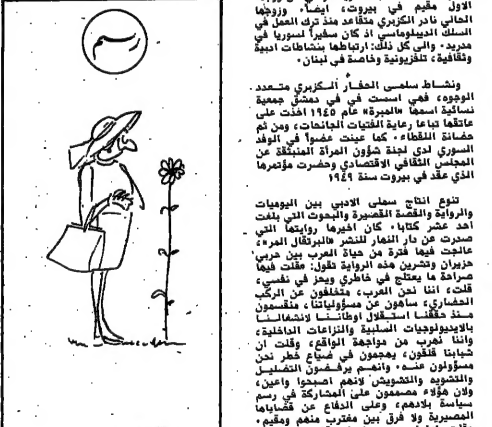 الاول مقيم في بيروت، ايضا. وزوجها
الحالي نادر الكزبري متقاعد منذ ترك العمل في
السلك الديبلوماسي اذ كان سفيرا لسوريا في
مدريد. والى كل ذلك: ارتباطها بنشاطات ادبية
وثقافية، تلفزيونية وخاصة في لبنان.
ونشاط سلمى الحفار الكزبري متعدد
الوجوه، فهي اسست في في دمشق جمعية
نسائية اسمها «المبرة» عام ١٩٤٥ اخذت على
عاتقها تباعا رعاية الفتيات الجانحات، ومن ثم
حضانة اللقطاء. كما عينت عضوا في الوفد
السوري لدى لجنة شؤون المرأة المنبثقة عن
المجلس الثقافي الاقتصادي وحضرت مؤتمرها
الذي عقد في بيروت سنة ١٩٤٩
تنوع انتاج سملى الادبي بين اليوميات
والرواية والقصة القصيرة والبحوث التي بلغت
أحد عشر كتابا. كان اخيرها روايتها التي
صدرت عن دار النهار للنشر «البرتقال المر»،
عالجت فيها فترة من حياة العرب بين حربي
حزيران وتشرين هذه الرواية تقول: «قلت فيها
صراحة ما يعتلج في خاطري ويحز في نفسي،
قلت، اننا نحن العرب، متخلفون عن الركب
الحضاري، ساهون عن مسؤولياتنا، منقسمون
منذ حققنا استقلال اوطاننا لانشغالنا
بالايديولوجيات السلبية والنزاعات الداخلية،
واننا نهرب من مواجهة الواقع، وقلت ان
شبابنا قلقون، يهجمون في ضياع خطر نحن
مسؤولون عنه. وانهم يرفضون التضليل
والتشويه والتشويش لانهم اصبحوا واعين،
ولان هؤلاء مصممون على المشاركة في رسم
سياسة بلادهم، وعلى الدفاع عن قضاياها
المصيرية ولا فرق بين مغترب منهم ومقيم.